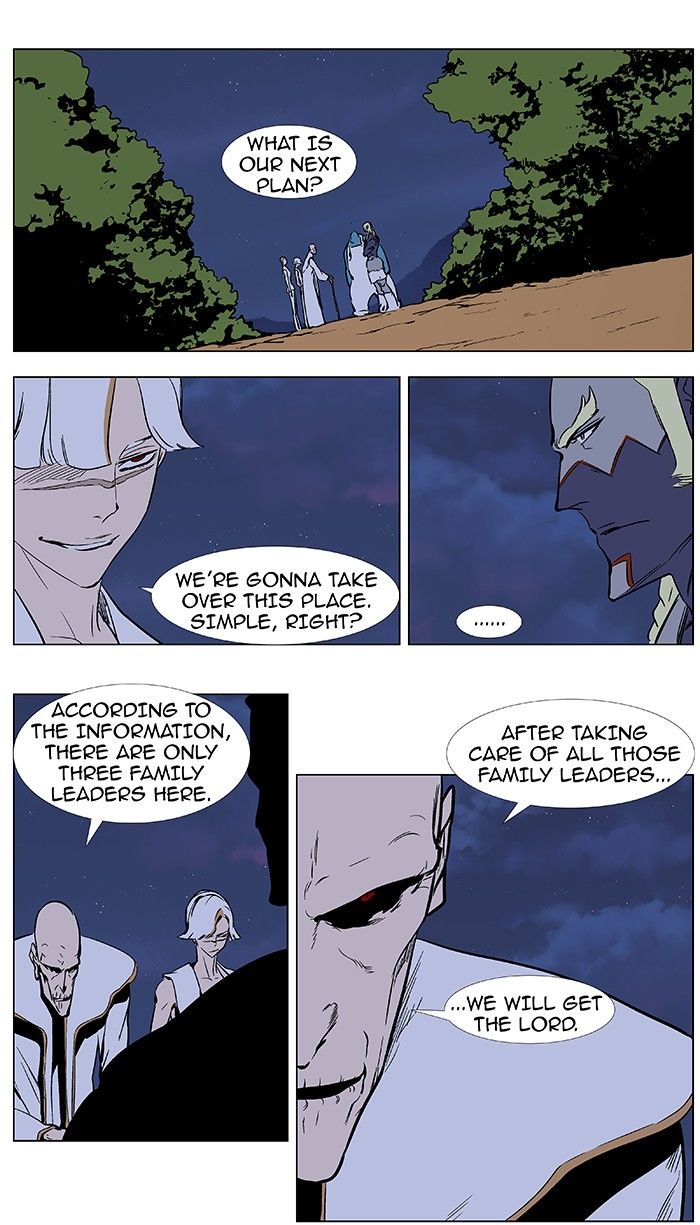 WHAT IS
OUR NEXT
PLAN?
WE'RE GONNA TAKE
OVER THIS PLACE.
SIMPLE, RIGHT?
......
ACCORDING TO
THE INFORMATION,
THERE ARE ONLY
THREE FAMILY
LEADERS HERE.
AFTER TAKING
CARE OF ALL THOSE
FAMILY LEADERS...
...WE WILL GET
THE LORD.